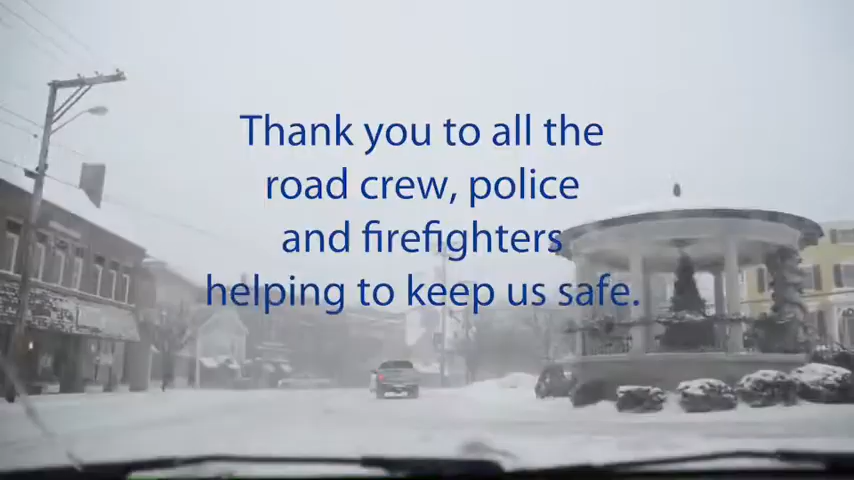 Thank you to all the
road crew, police
and firefighters
helping to keep us safe.